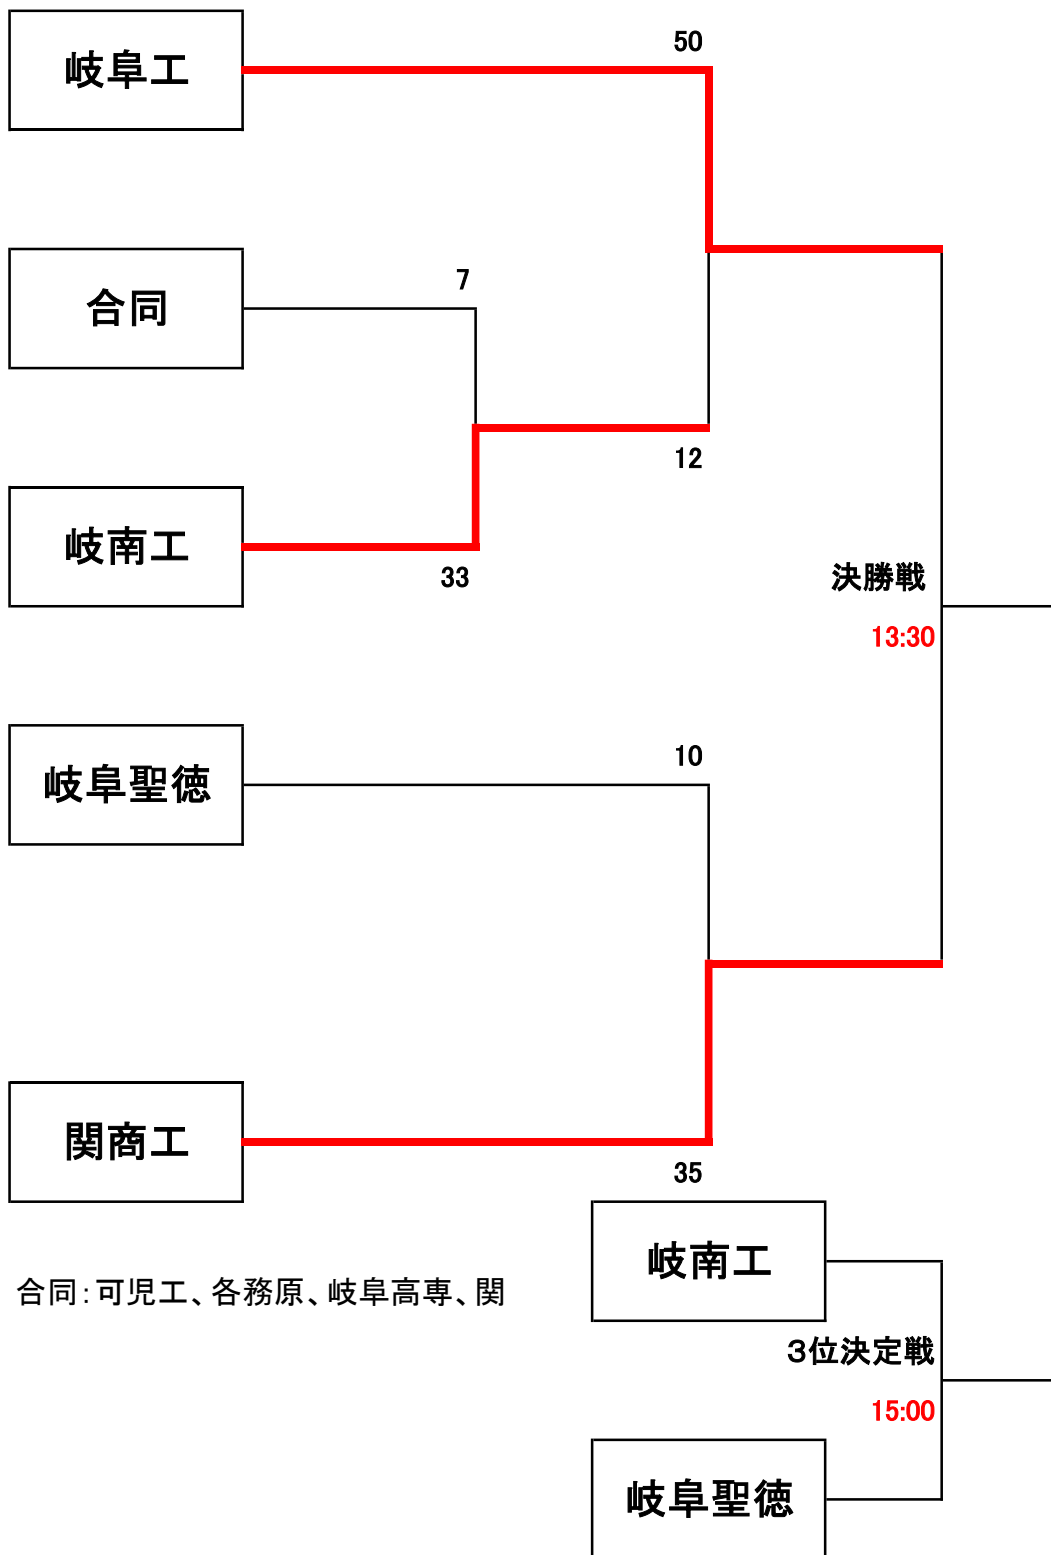 50
岐阜工
7
合同
12
岐南工
33
決勝戦
13:30
10
岐阜聖徳
関商工
35
岐南工
合同:可児工、各務原、岐阜高専、関
3位決定戦
15:00
岐阜聖徳